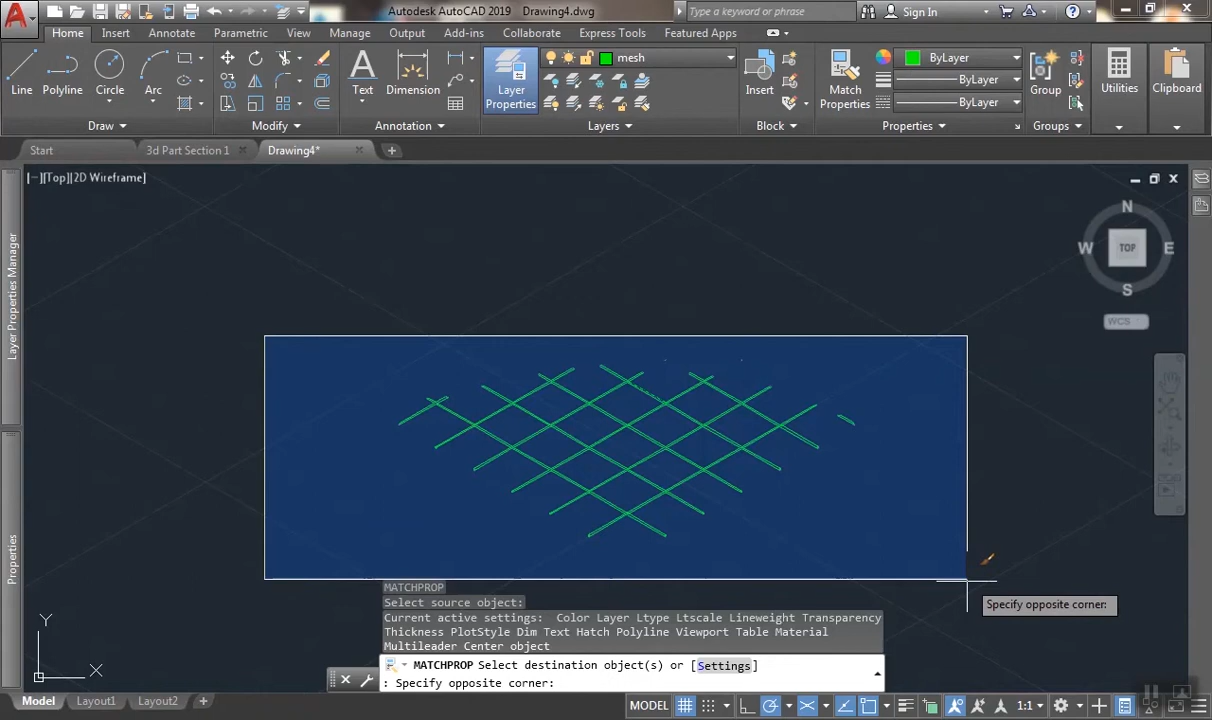 Autodesk AutoCAD 2019 Drawing4.dwg
Type a keyword or phrase
Sign In
Home Insert Annotate Parametric View Manage Output Add-ins Collaborate Express Tools Featured Apps
mesh
ByLayer
ByLayer
ByLayer
Line Polyline Circle Arc Text Dimension
Layer
Properties
Insert
Match
Properties
Group Utilities Clipboard
Draw Modify Annotation Layers Block Properties Groups
Start 3d Part Section 1 Drawing4*
[−][Top][2D Wireframe]
N
W TOP E
S
WCS
Layer Properties Manager
Properties
Specify opposite corner:
Y
X
MATCHPROP
Select source object:
Current active settings: Color Layer Ltype Ltscale Lineweight Transparency
Thickness PlotStyle Dim Text Hatch Polyline Viewport Table Material
Multileader Center object
MATCHPROP Select destination object(s) or [Settings]
: Specify opposite corner:
Model Layout1 Layout2 +
MODEL 1:1